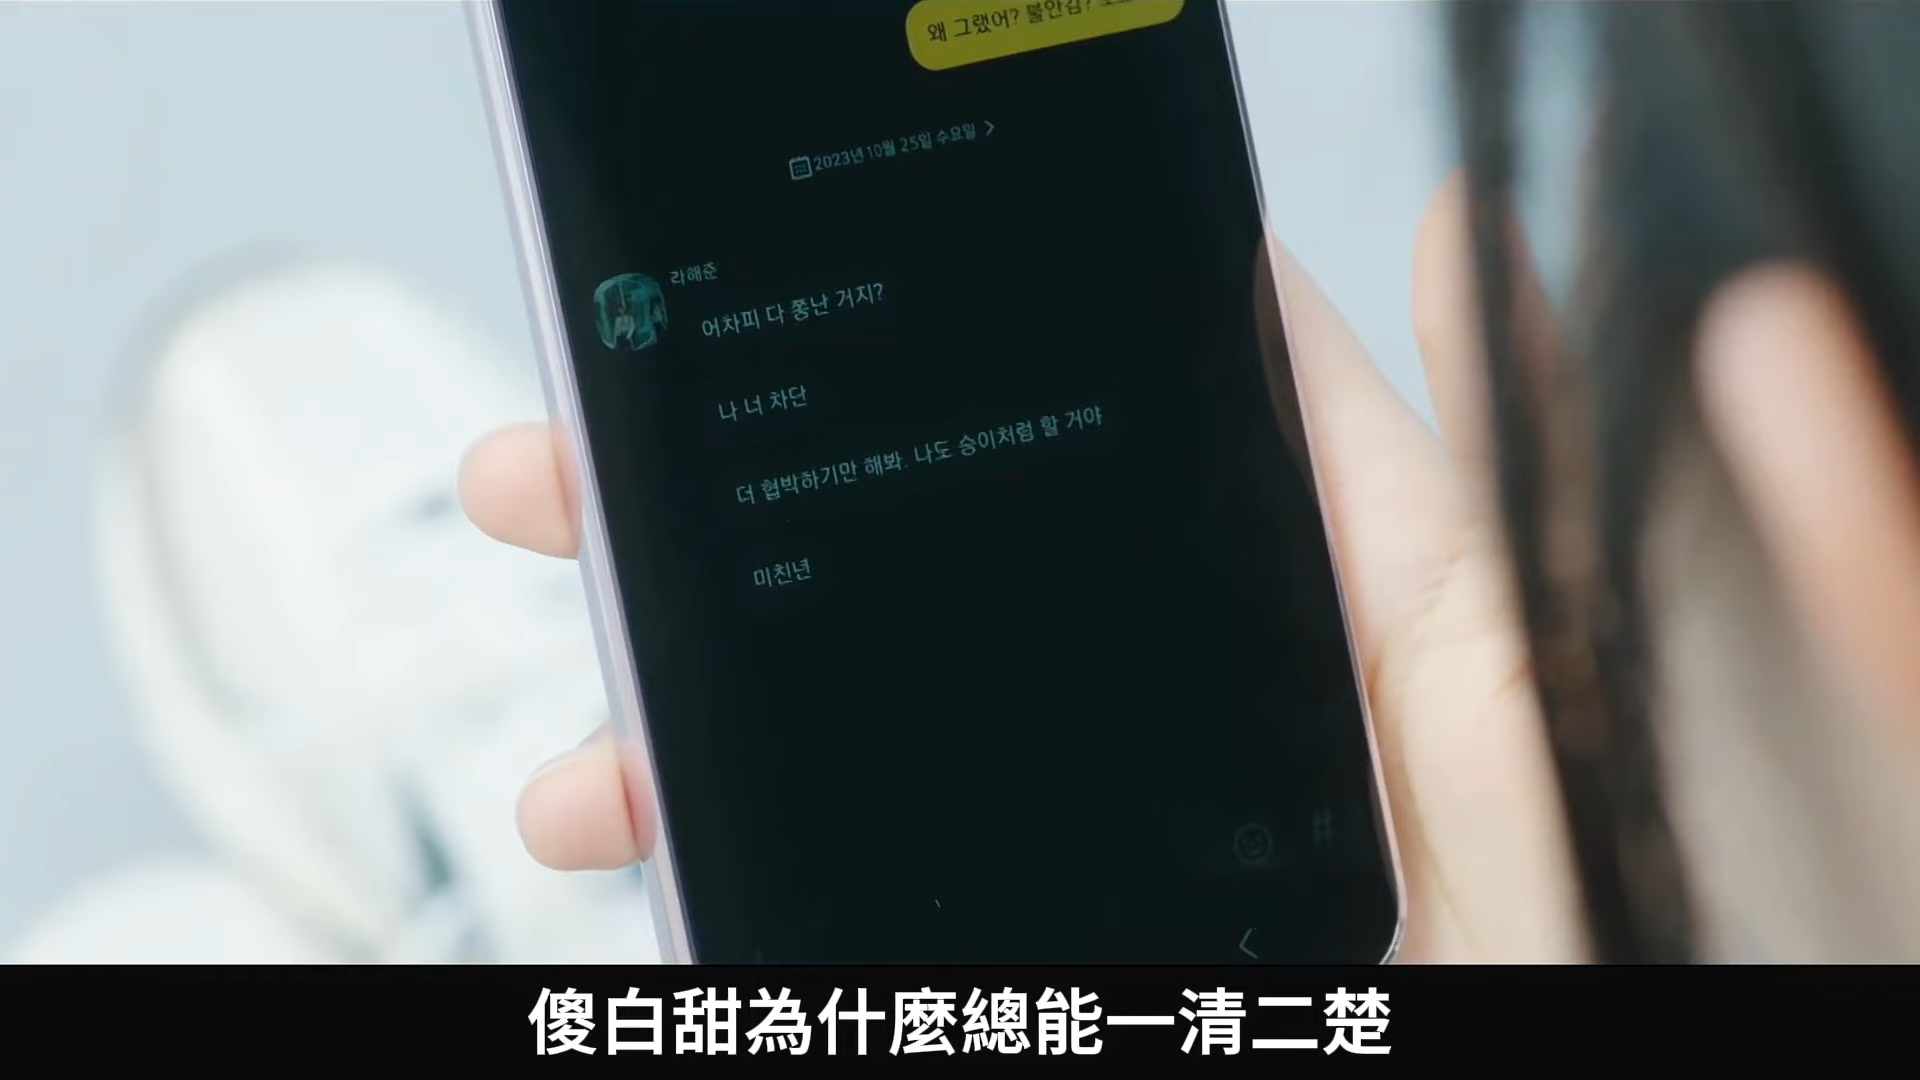 왜 그랬어? 불안감?
2023년 10월 25일 수요일
라해준
어차피 다 쫑난 거지?
나 너 차단
더 협박하기만 해봐. 나도 승이처럼 할 거야
미친년
#
傻白甜為什麼總能一清二楚